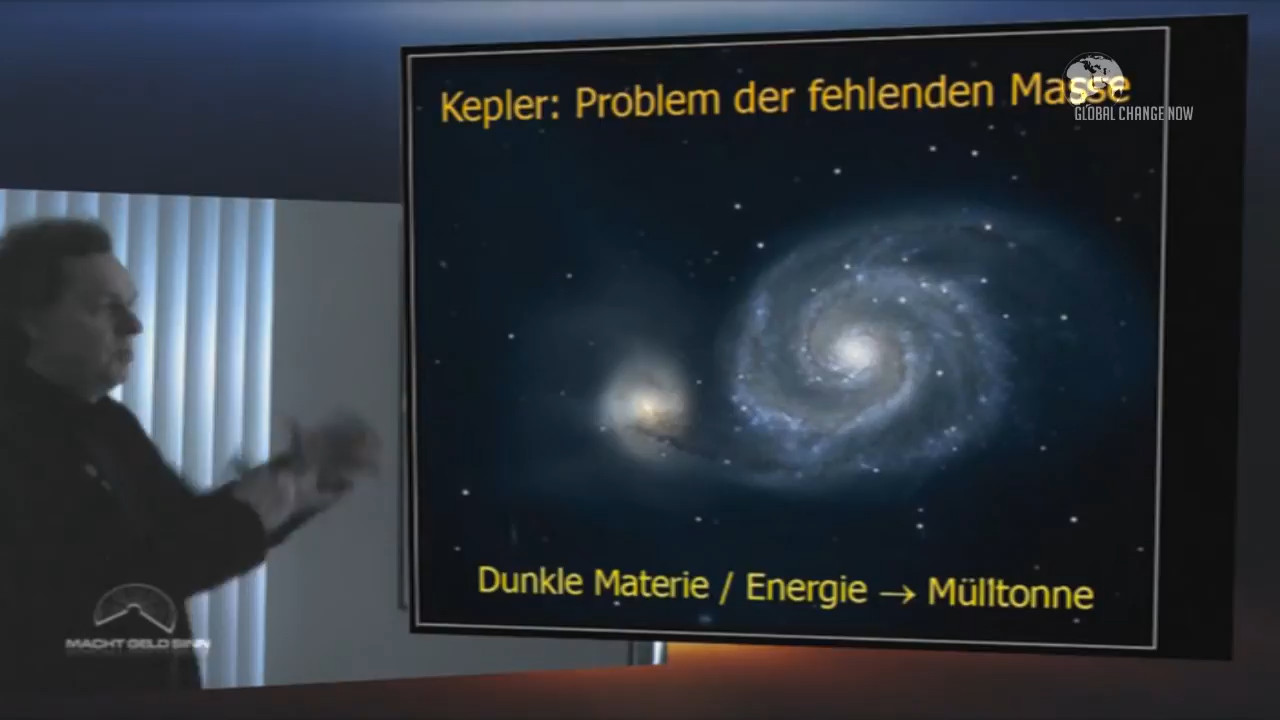 Kepler: Problem der fehlenden Masse
GLOBAL CHANGE NOW
Dunkle Materie / Energie → Mülltonne
MACHT GELD SINN